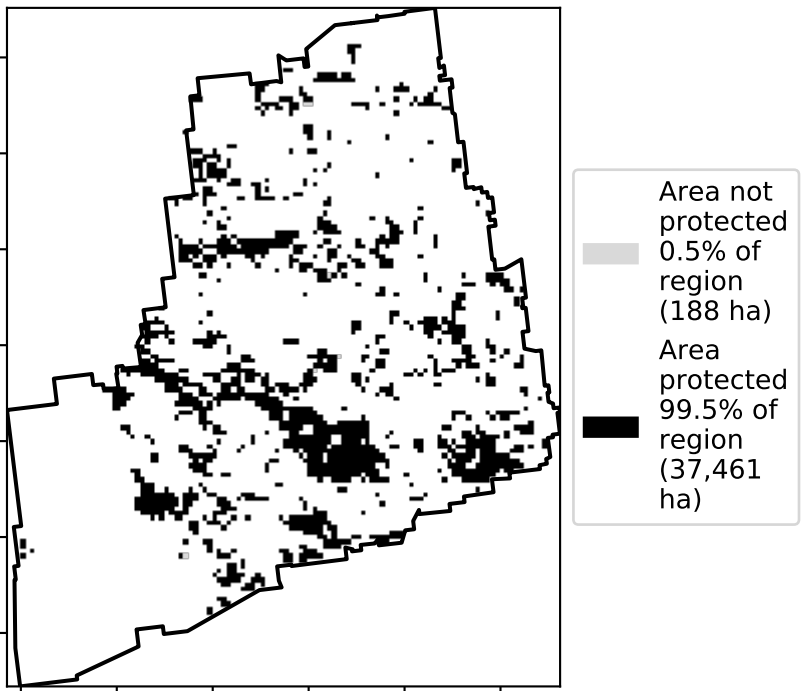 Area not
protected
0.5% of
region
(188 ha)
Area
protected
99.5% of
region
(37,461
ha)